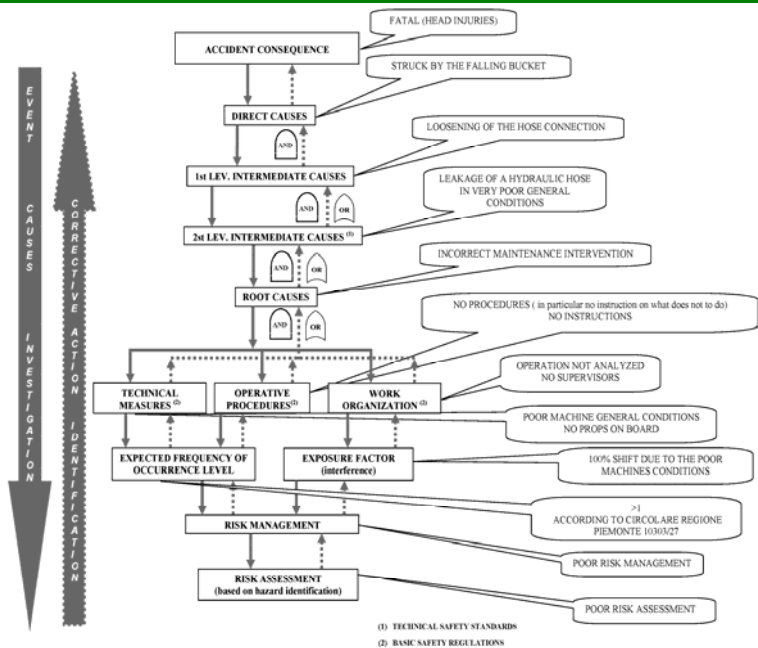 FATAL (HEAD INJURIES)
ACCIDENT CONSEQUENCE
STRUCK BY THE FALLING BUCKET
DIRECT CAUSES
AND
LOOSENING OF THE HOSE CONNECTION
1st LEV. INTERMEDIATE CAUSES
LEAKAGE OF A HYDRAULIC HOSE
IN VERY POOR GENERAL
CONDITIONS
AND
OR
2st LEV. INTERMEDIATE CAUSES (1)
INCORRECT MAINTENANCE INTERVENTION
AND
OR
ROOT CAUSES
NO PROCEDURES ( in particular no instruction on what does not to do)
NO INSTRUCTIONS
AND
OR
OPERATION NOT ANALYZED
NO SUPERVISORS
TECHNICAL
MEASURES (2)
OPERATIVE
PROCEDURES(2)
WORK
ORGANIZATION (2)
POOR MACHINE GENERAL CONDITIONS
NO PROPS ON BOARD
EXPECTED FREQUENCY OF
OCCURRENCE LEVEL
EXPOSURE FACTOR
(interference)
100% SHIFT DUE TO THE POOR
MACHINES CONDITIONS
>1
ACCORDING TO CIRCOLARE REGIONE
PIEMONTE 10303/27
RISK MANAGEMENT
POOR RISK MANAGEMENT
RISK ASSESSMENT
(based on hazard identification)
POOR RISK ASSESSMENT
(1) TECHNICAL SAFETY STANDARDS
(2) BASIC SAFETY REGULATIONS
EVENT CAUSES INVESTIGATION
CORRECTIVE ACTION IDENTIFICATION